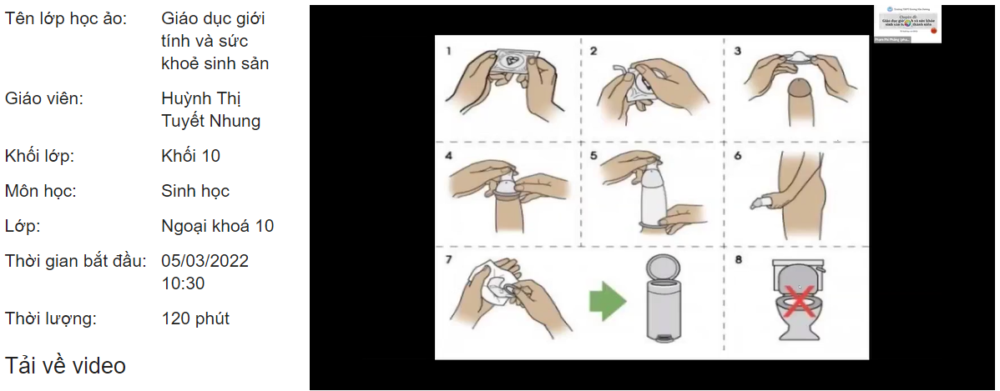 Tên lớp học ảo: Giáo dục giới
tính và sức
khoẻ sinh sản
Giáo viên: Huỳnh Thị
Tuyết Nhung
Khối lớp: Khối 10
Môn học: Sinh học
Lớp: Ngoại khoá 10
Thời gian bắt đầu: 05/03/2022
10:30
Thời lượng: 120 phút
Tải về video
1
2
3
4
5
6
7
8
Chuyên đề: